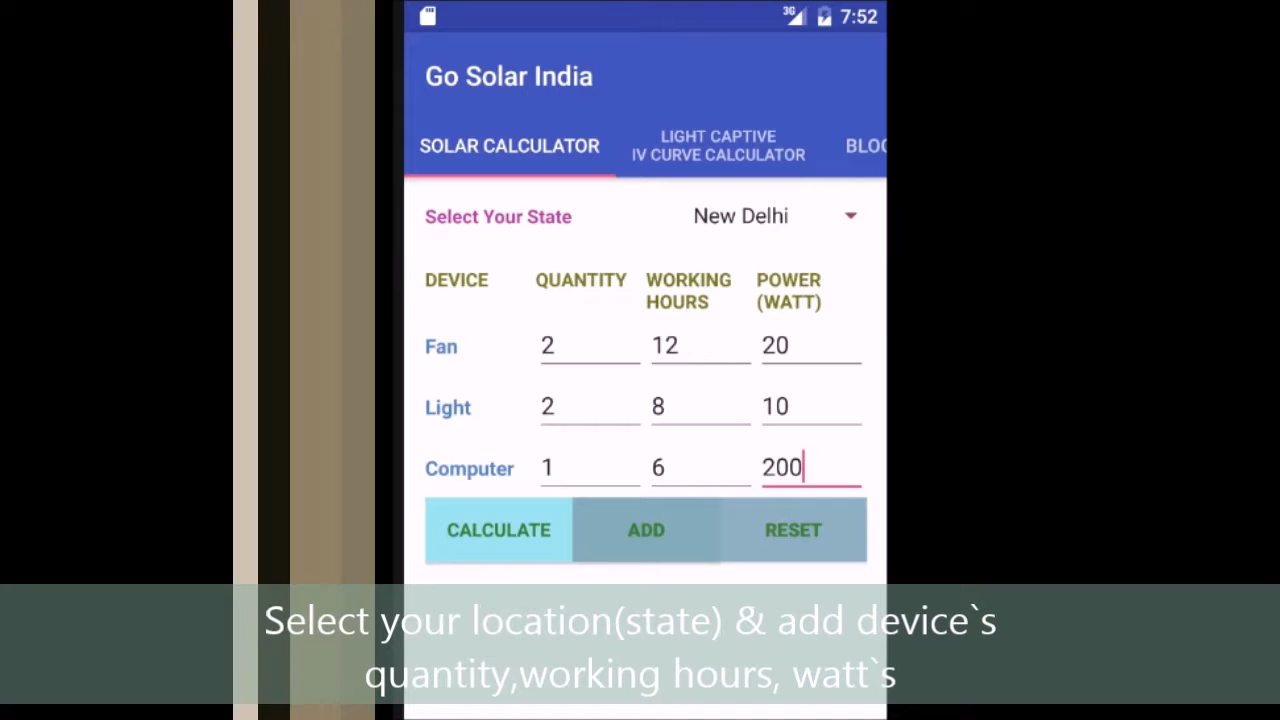 3G 7:52
Go Solar India
SOLAR CALCULATOR
LIGHT CAPTIVE
IV CURVE CALCULATOR
BLOC
Select Your State New Delhi
DEVICE QUANTITY WORKING HOURS POWER (WATT)
Fan 2 12 20
Light 2 8 10
Computer 1 6 200
CALCULATE ADD RESET
Select your location(state) & add device`s
quantity,working hours, watt`s